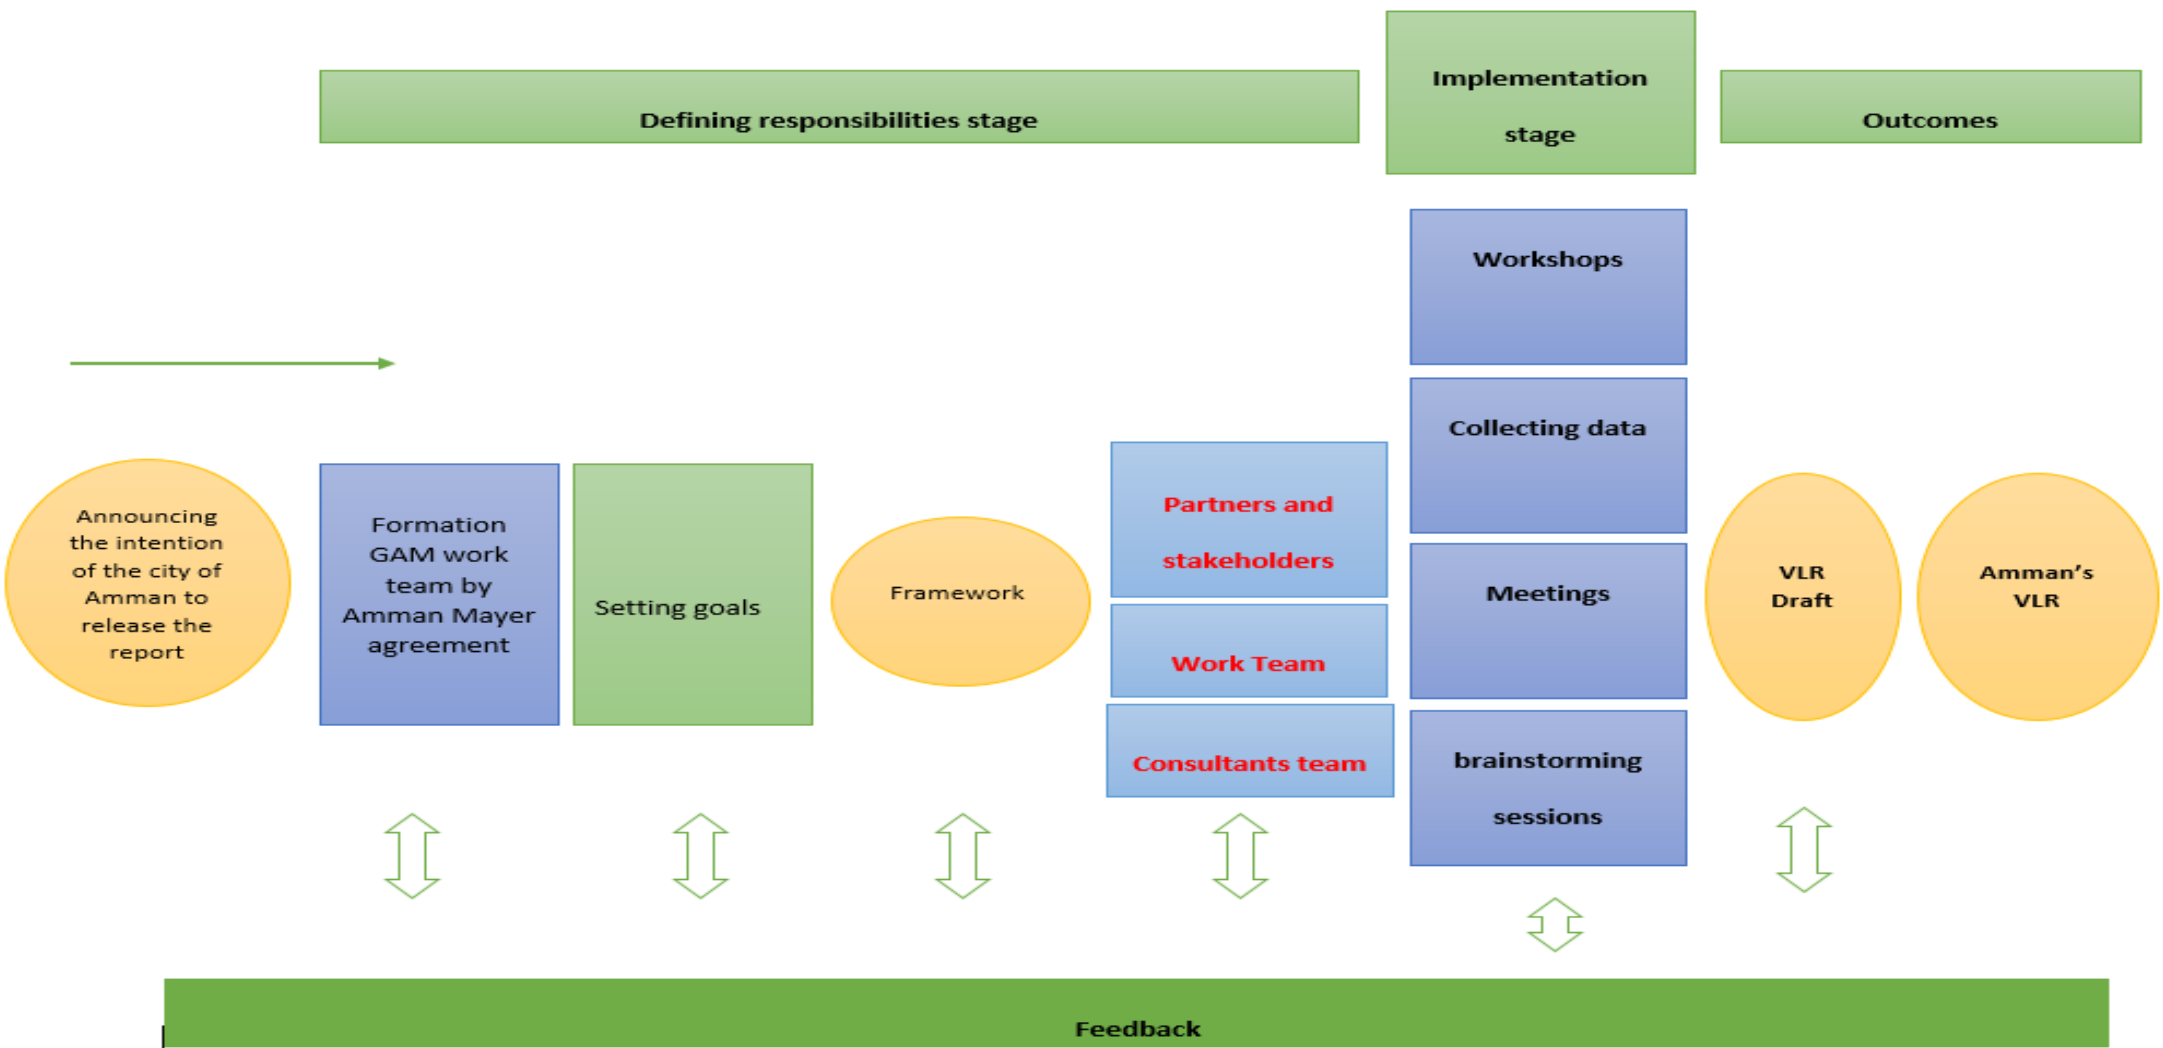 Defining responsibilities stage
Implementation
stage
Outcomes
Announcing
the intention
of the city of
Amman to
release the
report
Formation
GAM work
team by
Amman Mayer
agreement
Setting goals
Framework
Partners and
stakeholders
Work Team
Consultants team
Workshops
Collecting data
Meetings
brainstorming
sessions
VLR
Draft
Amman's
VLR
Feedback